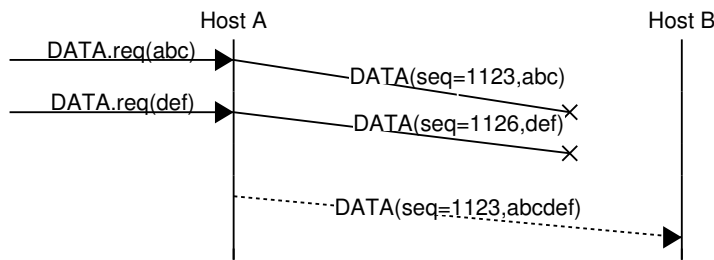 Host A
Host B
DATA.req(abc)
DATA(seq=1123,abc)
DATA.req(def)
DATA(seq=1126,def)
DATA(seq=1123,abcdef)